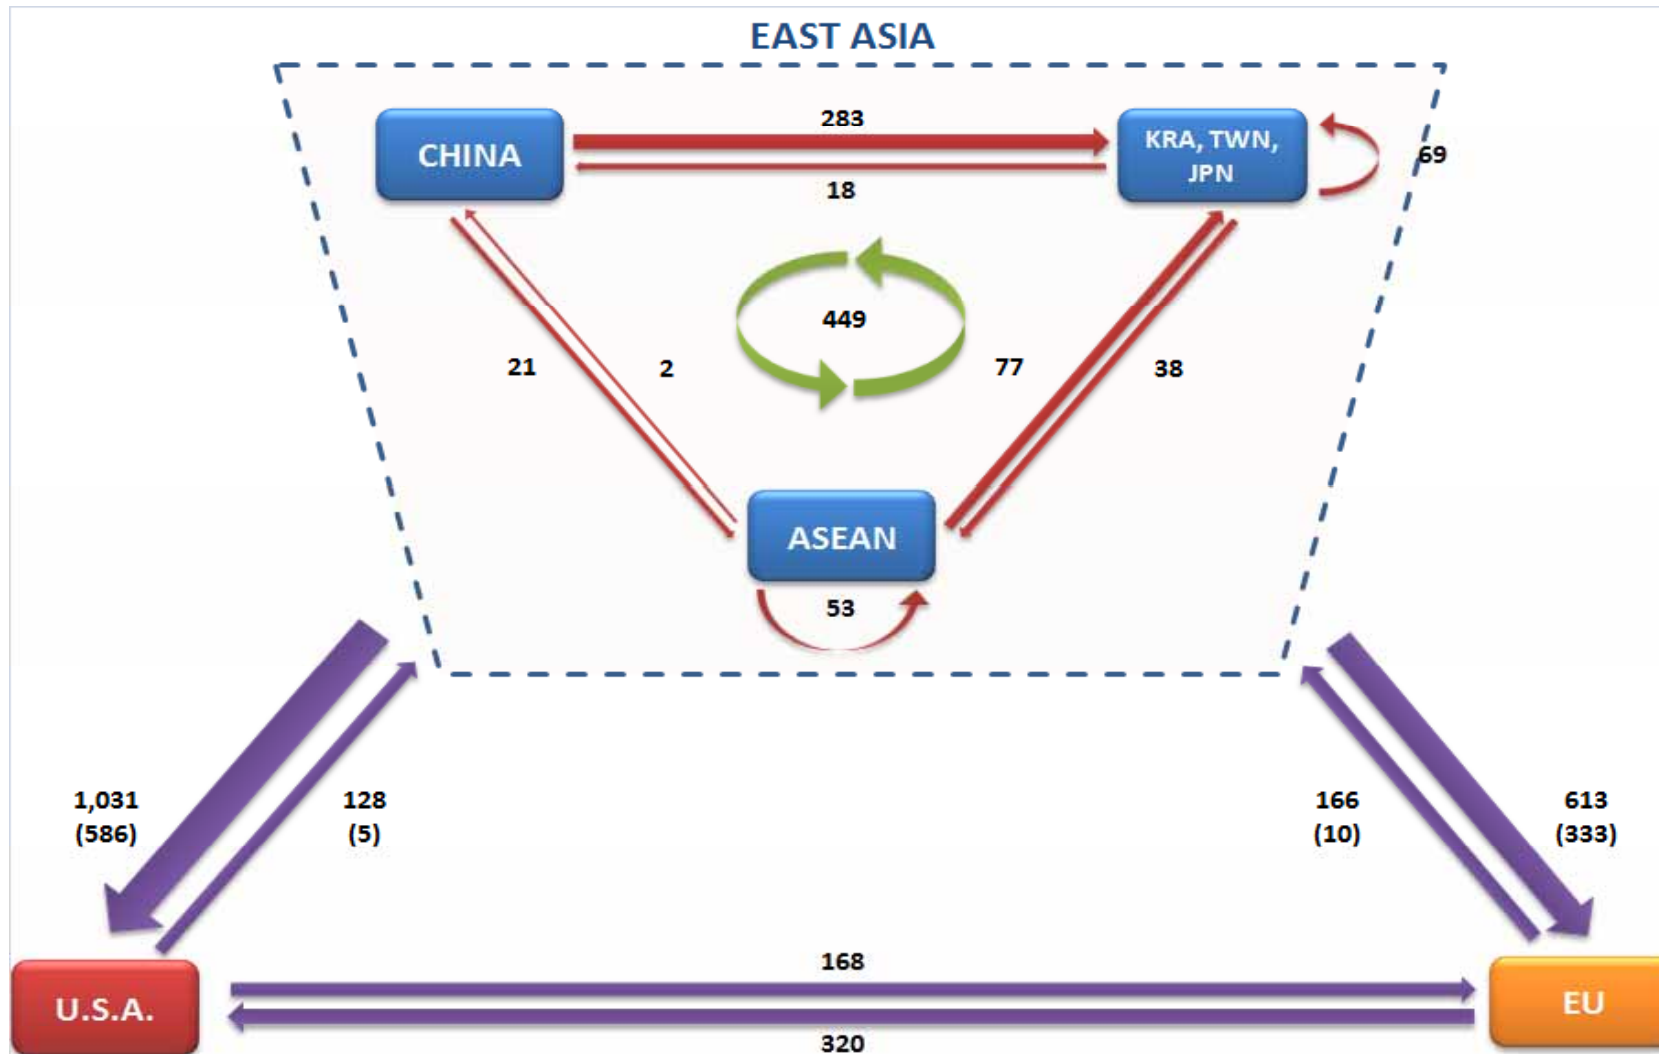 EAST ASIA
283
CHINA
KRA, TWN,
JPN
69
18
449
21
2
77
38
ASEAN
53
1,031
(586)
128
(5)
166
(10)
613
(333)
168
U.S.A.
EU
320